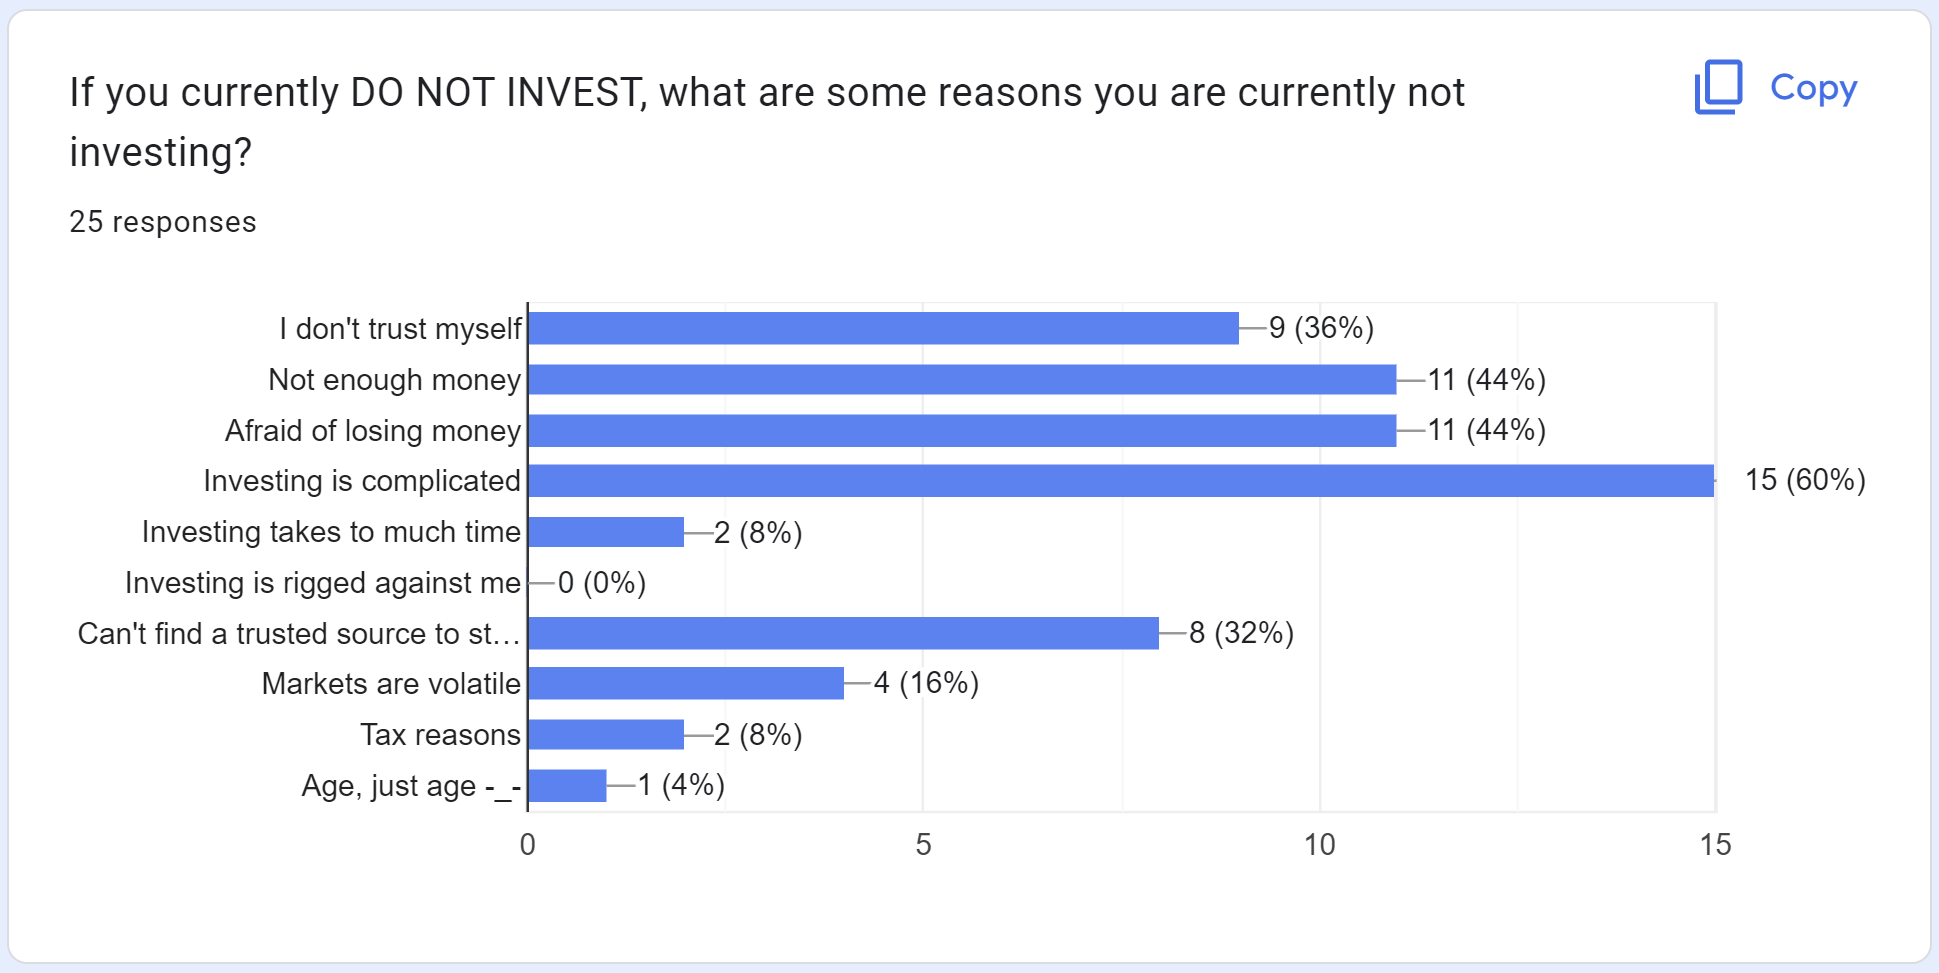 If you currently DO NOT INVEST, what are some reasons you are currently not
investing?
Copy
25 responses
I don't trust myself 9 (36%)
Not enough money 11 (44%)
Afraid of losing money 11 (44%)
Investing is complicated 15 (60%)
Investing takes to much time 2 (8%)
Investing is rigged against me 0 (0%)
Can't find a trusted source to st… 8 (32%)
Markets are volatile 4 (16%)
Tax reasons 2 (8%)
Age, just age -_- 1 (4%)
0 5 10 15